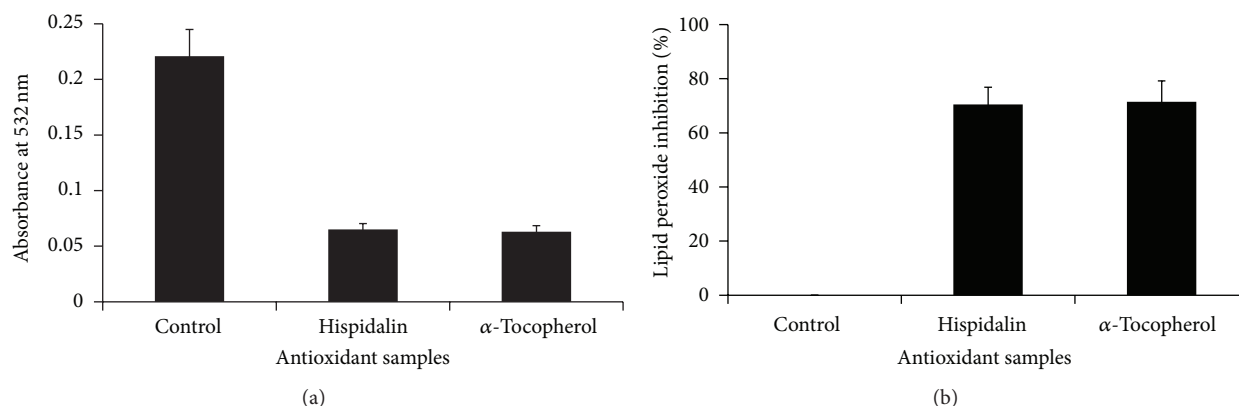 Absorbance at 532 nm
0.25
0.2
0.15
0.1
0.05
0
Control
Hispidalin
α-Tocopherol
Antioxidant samples
(a)
Lipid peroxide inhibition (%)
100
80
60
40
20
0
Control
Hispidalin
α-Tocopherol
Antioxidant samples
(b)